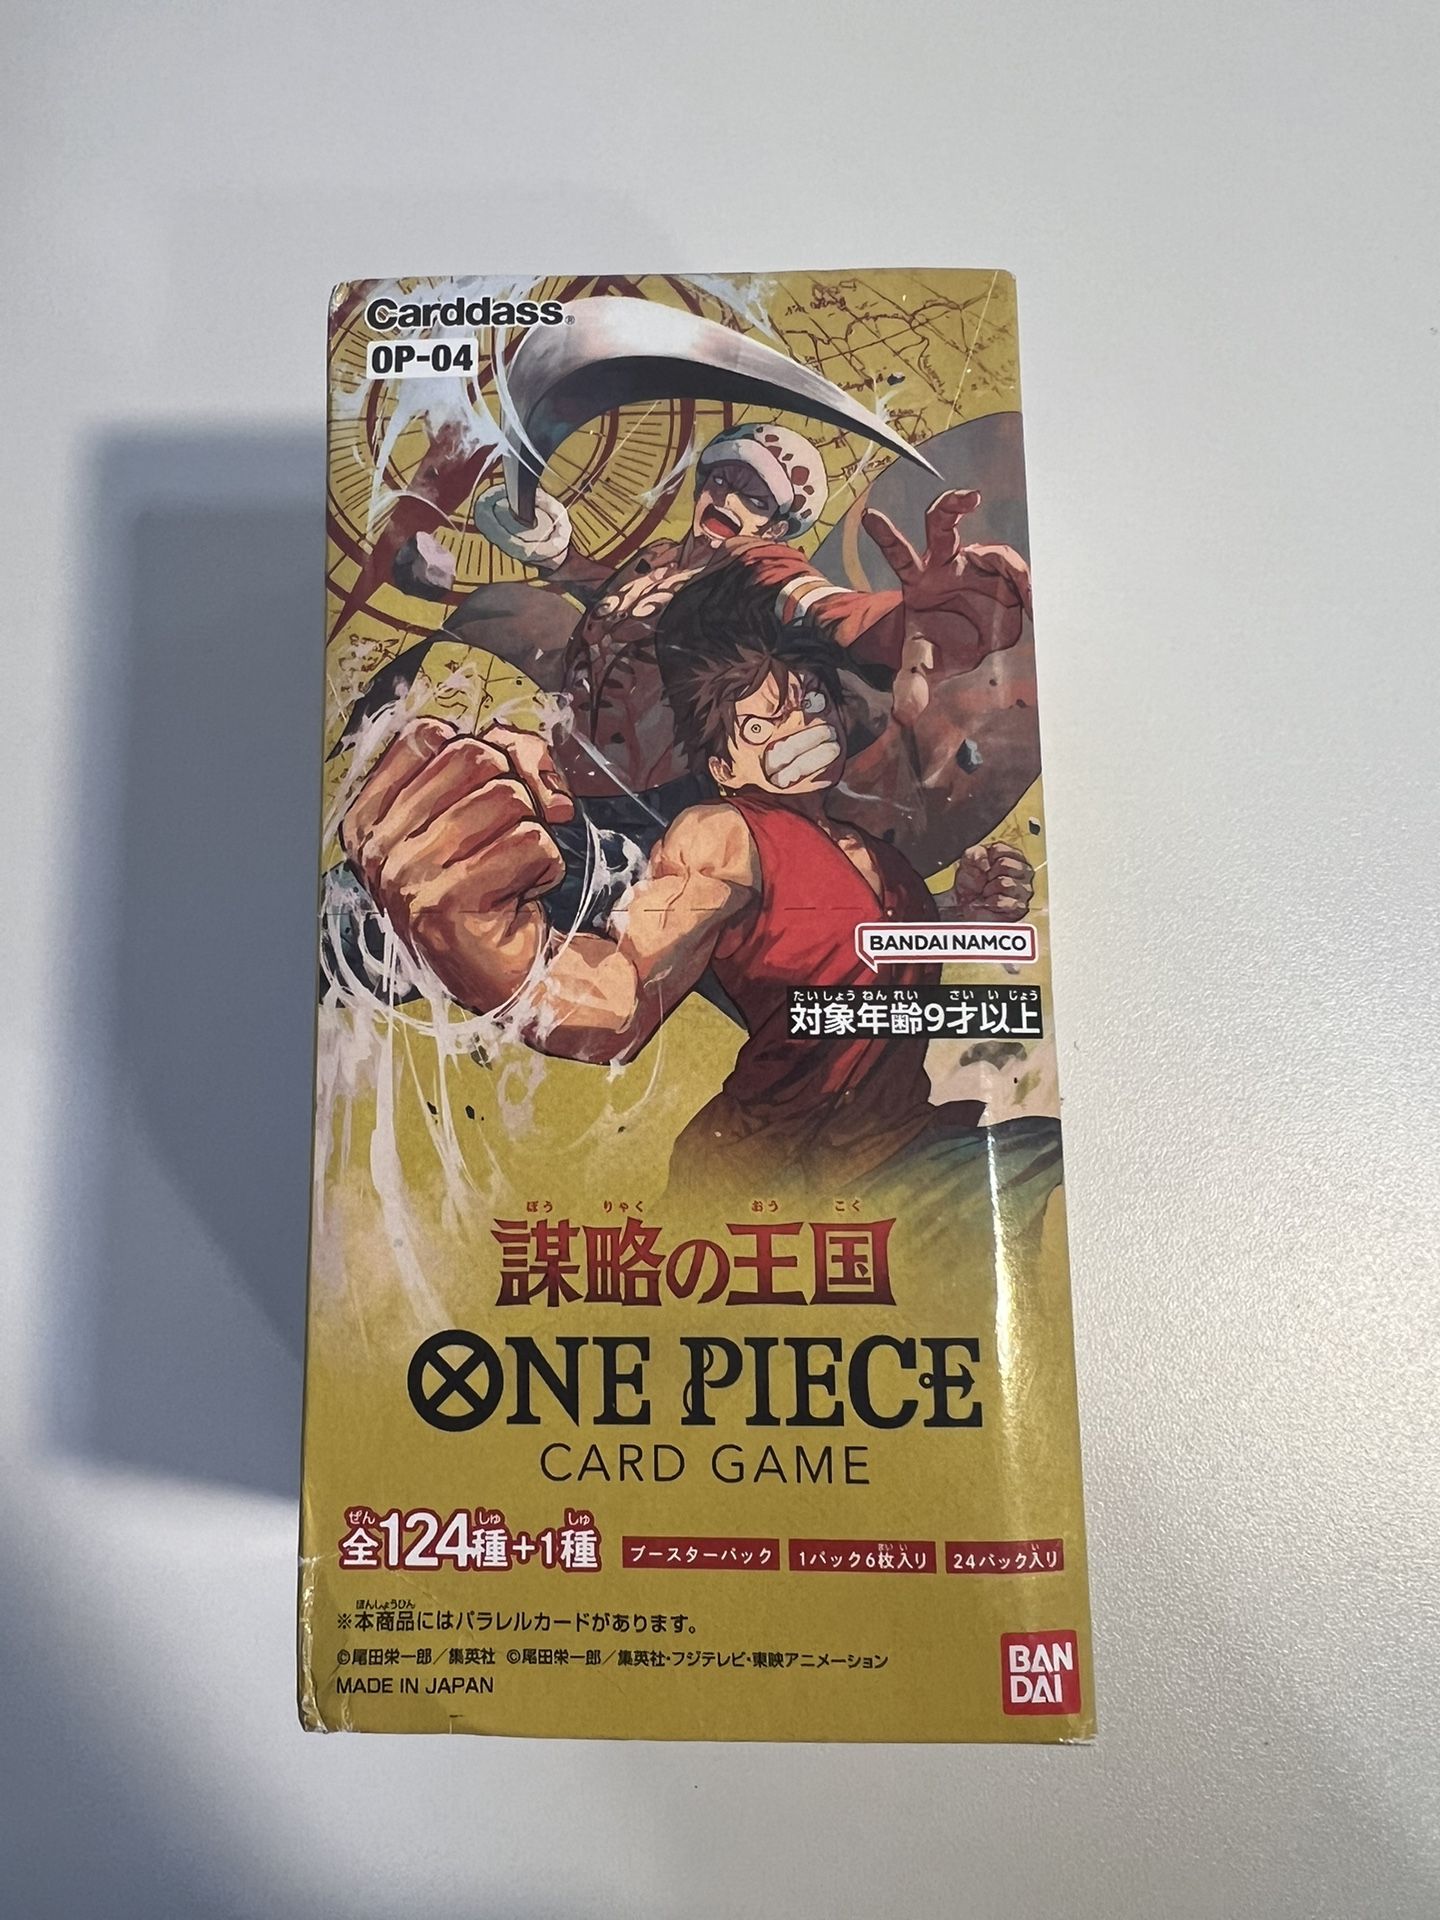 Carddass®
OP-04
BANDAI NAMCO
たいしょうねんれい さいいじょう
対象年齢9才以上
ぼうりゃく おうこく
謀略の王国
ONE PIECE
CARD GAME
ぜん しゅ しゅ
全124種+1種
ブースターパック
まいい
1パック6枚入り
い
24パック入り
ほんしょうひん
※本商品にはパラレルカードがあります。
©尾田栄一郎/集英社 ©尾田栄一郎/集英社・フジテレビ・東映アニメーション
MADE IN JAPAN
BAN
DAI